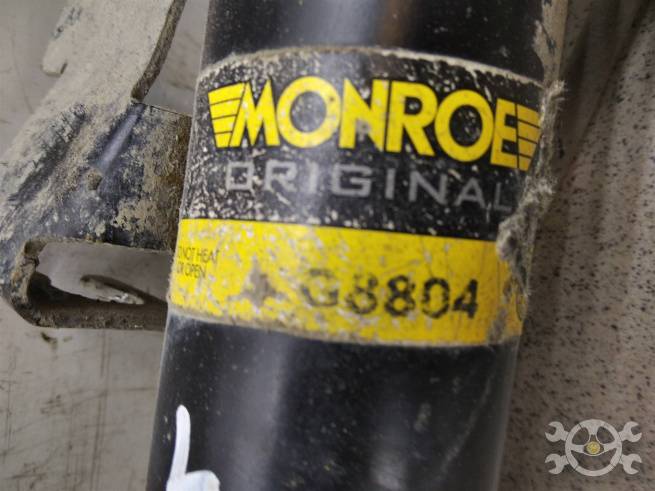 MONROE
ORIGINAL
DO NOT HEAT
OR OPEN
G8804